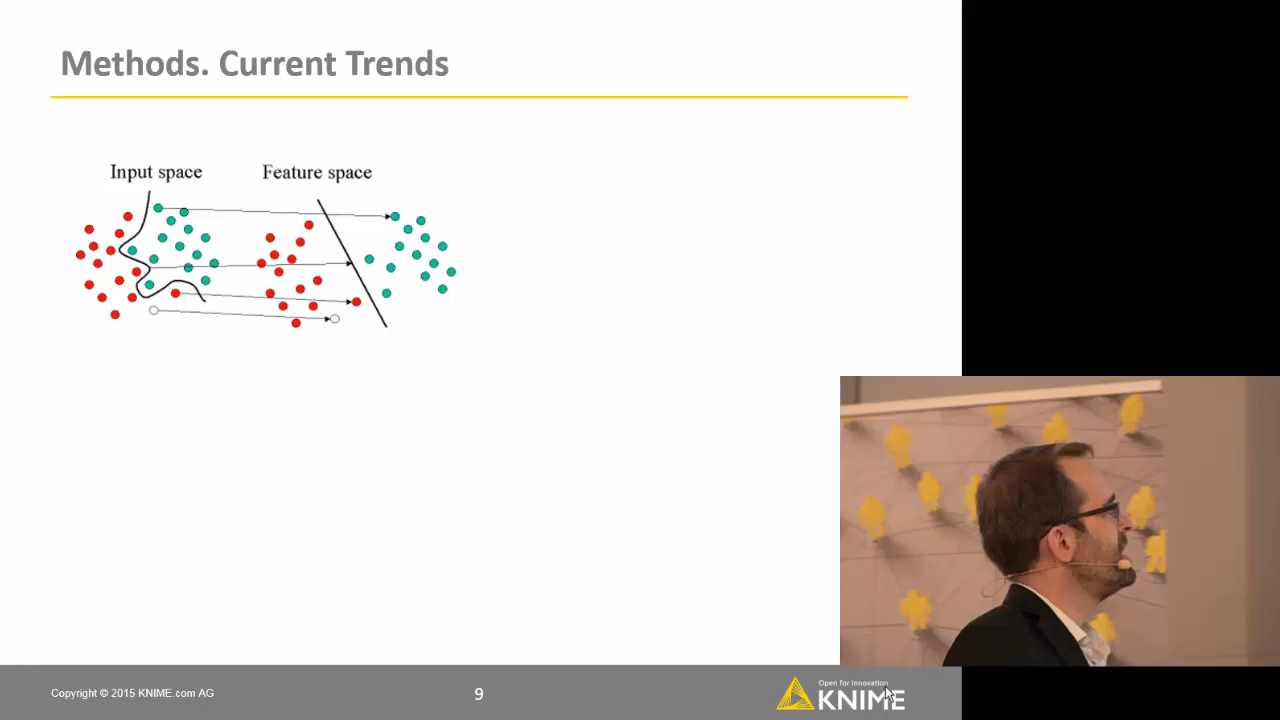 Methods. Current Trends
Input space
Feature space
Copyright © 2015 KNIME.com AG
9
Open for Innovation
KNIME